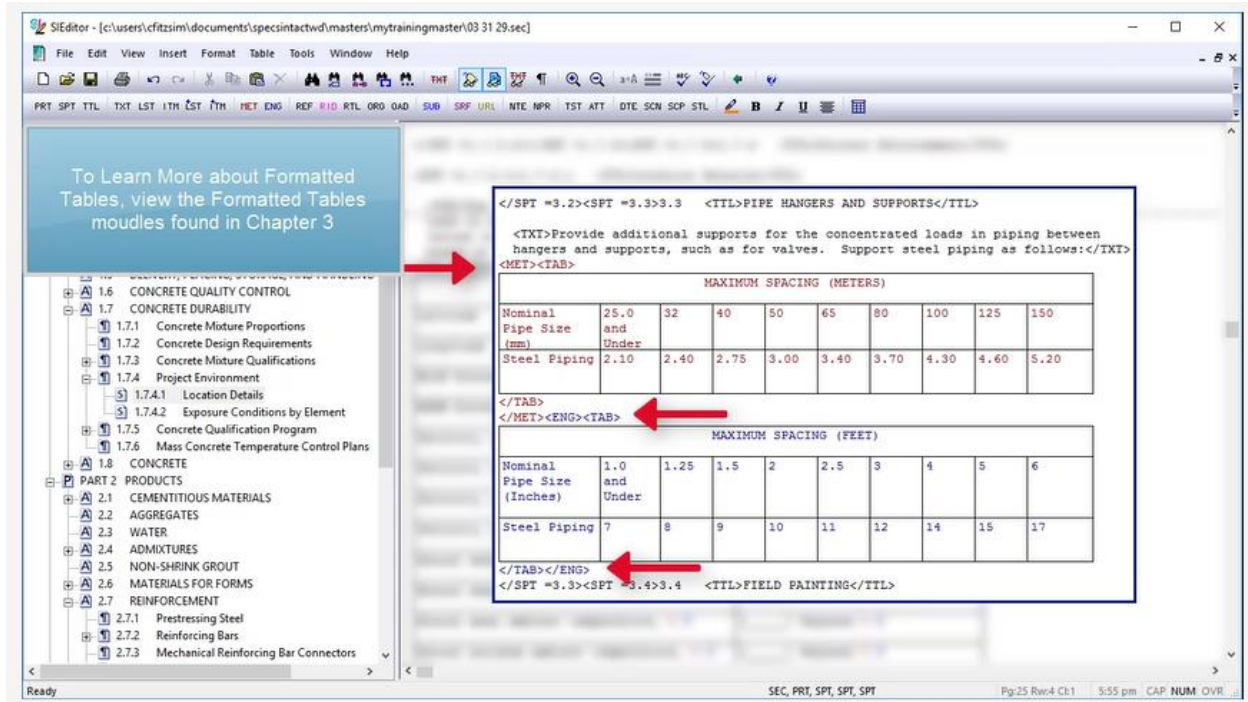 SIEditor - [c:\users\cfitzsim\documents\specsintactwd\masters\mytrainingmaster\03 31 29.sec]
File Edit View Insert Format Table Tools Window Help
THT
PRT SPT TTL TXT LST ITM LST ITM MET ENG REF RID RTL ORG OAD SUB SRF URL NTE NPR TST ATT DTE SCN SCP STL B I U
To Learn More about Formatted
Tables, view the Formatted Tables
moudles found in Chapter 3
1.6 CONCRETE QUALITY CONTROL
1.7 CONCRETE DURABILITY
1.7.1 Concrete Mixture Proportions
1.7.2 Concrete Design Requirements
1.7.3 Concrete Mixture Qualifications
1.7.4 Project Environment
1.7.4.1 Location Details
1.7.4.2 Exposure Conditions by Element
1.7.5 Concrete Qualification Program
1.7.6 Mass Concrete Temperature Control Plans
1.8 CONCRETE
PART 2 PRODUCTS
2.1 CEMENTITIOUS MATERIALS
2.2 AGGREGATES
2.3 WATER
2.4 ADMIXTURES
2.5 NON-SHRINK GROUT
2.6 MATERIALS FOR FORMS
2.7 REINFORCEMENT
2.7.1 Prestressing Steel
2.7.2 Reinforcing Bars
2.7.3 Mechanical Reinforcing Bar Connectors
</SPT =3.2><SPT =3.3>3.3 <TTL>PIPE HANGERS AND SUPPORTS</TTL>
<TXT>Provide additional supports for the concentrated loads in piping between
hangers and supports, such as for valves. Support steel piping as follows:</TXT>
<MET><TAB>
MAXIMUM SPACING (METERS)
Nominal Pipe Size (mm) 25.0 and Under 32 40 50 65 80 100 125 150
Steel Piping 2.10 2.40 2.75 3.00 3.40 3.70 4.30 4.60 5.20
</TAB>
</MET><ENG><TAB>
MAXIMUM SPACING (FEET)
Nominal Pipe Size (Inches) 1.0 and Under 1.25 1.5 2 2.5 3 4 5 6
Steel Piping 7 8 9 10 11 12 14 15 17
</TAB></ENG>
</SPT =3.3><SPT =3.4>3.4 <TTL>FIELD PAINTING</TTL>
Ready SEC, PRT, SPT, SPT, SPT Pg:25 Rw:4 Cl:1 5:55 pm CAP NUM OVR